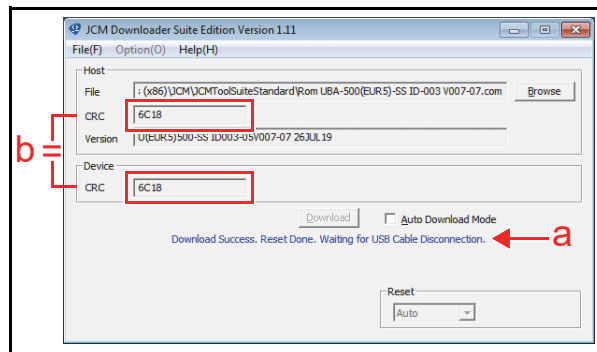 JCM Downloader Suite Edition Version 1.11
File(F) Option(O) Help(H)
Host
File : (x86)\JCM\JCMToolSuiteStandard\Rom UBA-500(EUR5)-SS ID-003 V007-07.com Browse
CRC 6C18
Version U(EUR5)500-SS ID003-05V007-07 26JUL19
b =
Device
CRC 6C18
Download Auto Download Mode
Download Success. Reset Done. Waiting for USB Cable Disconnection. a
Reset
Auto